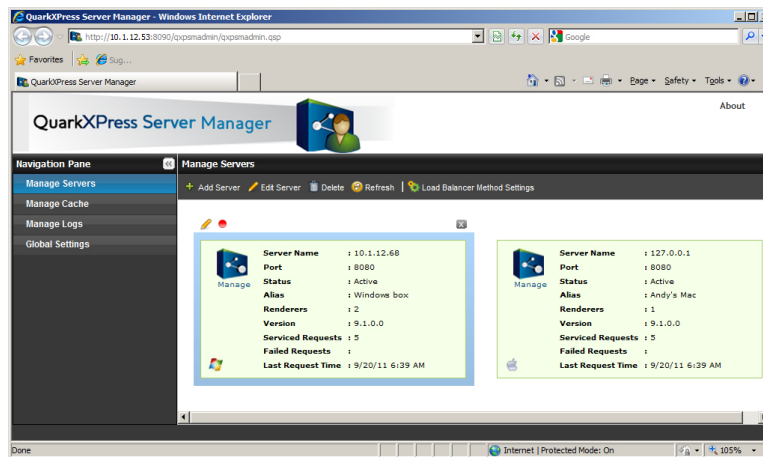 QuarkXPress Server Manager - Windows Internet Explorer
http://10.1.12.53:8090/qxpsmadmin/qxpsmadmin.qsp
Google
Favorites Sug...
QuarkXPress Server Manager
Page Safety Tools
About
QuarkXPress Server Manager
Navigation Pane
Manage Servers
Manage Cache
Manage Logs
Global Settings
Manage Servers
Add Server Edit Server Delete Refresh | Load Balancer Method Settings
Manage
Server Name : 10.1.12.68
Port : 8080
Status : Active
Alias : Windows box
Renderers : 2
Version : 9.1.0.0
Serviced Requests : 5
Failed Requests :
Last Request Time : 9/20/11 6:39 AM
Manage
Server Name : 127.0.0.1
Port : 8080
Status : Active
Alias : Andy's Mac
Renderers : 1
Version : 9.1.0.0
Serviced Requests : 5
Failed Requests :
Last Request Time : 9/20/11 6:39 AM
Done
Internet | Protected Mode: On
105%